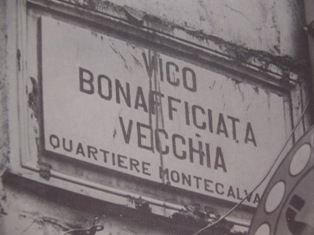 VICO
BONAFFICIATA
VECCHIA
QUARTIERE MONTECALVA